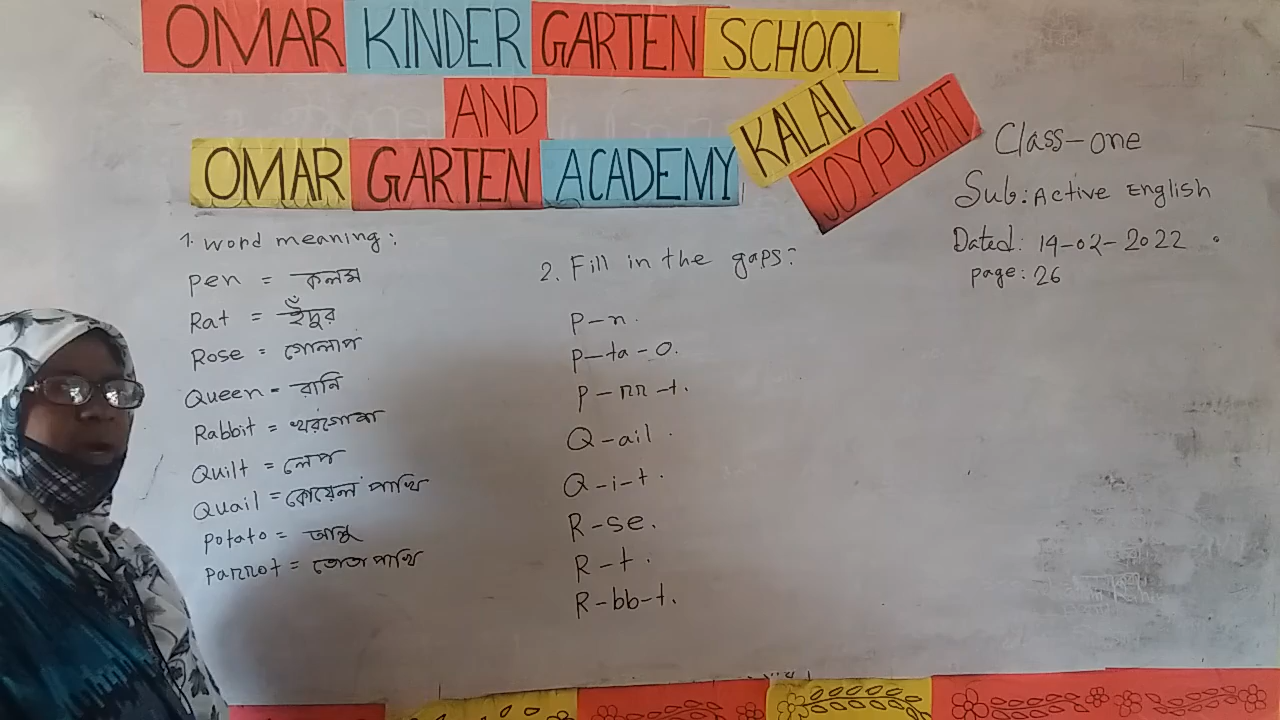 OMAR KINDER GARTEN SCHOOL
AND
OMAR GARTEN ACADEMY
KALAI
JOYPUHAT
Class-one
Sub: Active English
Dated: 14-02-2022
page: 26
1. Word meaning:
Pen = কলম
Rat = ইঁদুর
Rose = গোলাপ
Queen = রানি
Rabbit = খরগোশ
Quilt = লেপ
Quail = কোয়েল পাখি
Potato = আলু
Parrot = তোতা পাখি
2. Fill in the gaps:
P-n.
P-ta-o.
P-rr-t.
Q-ail.
Q-i-t.
R-se.
R-t.
R-bb-t.